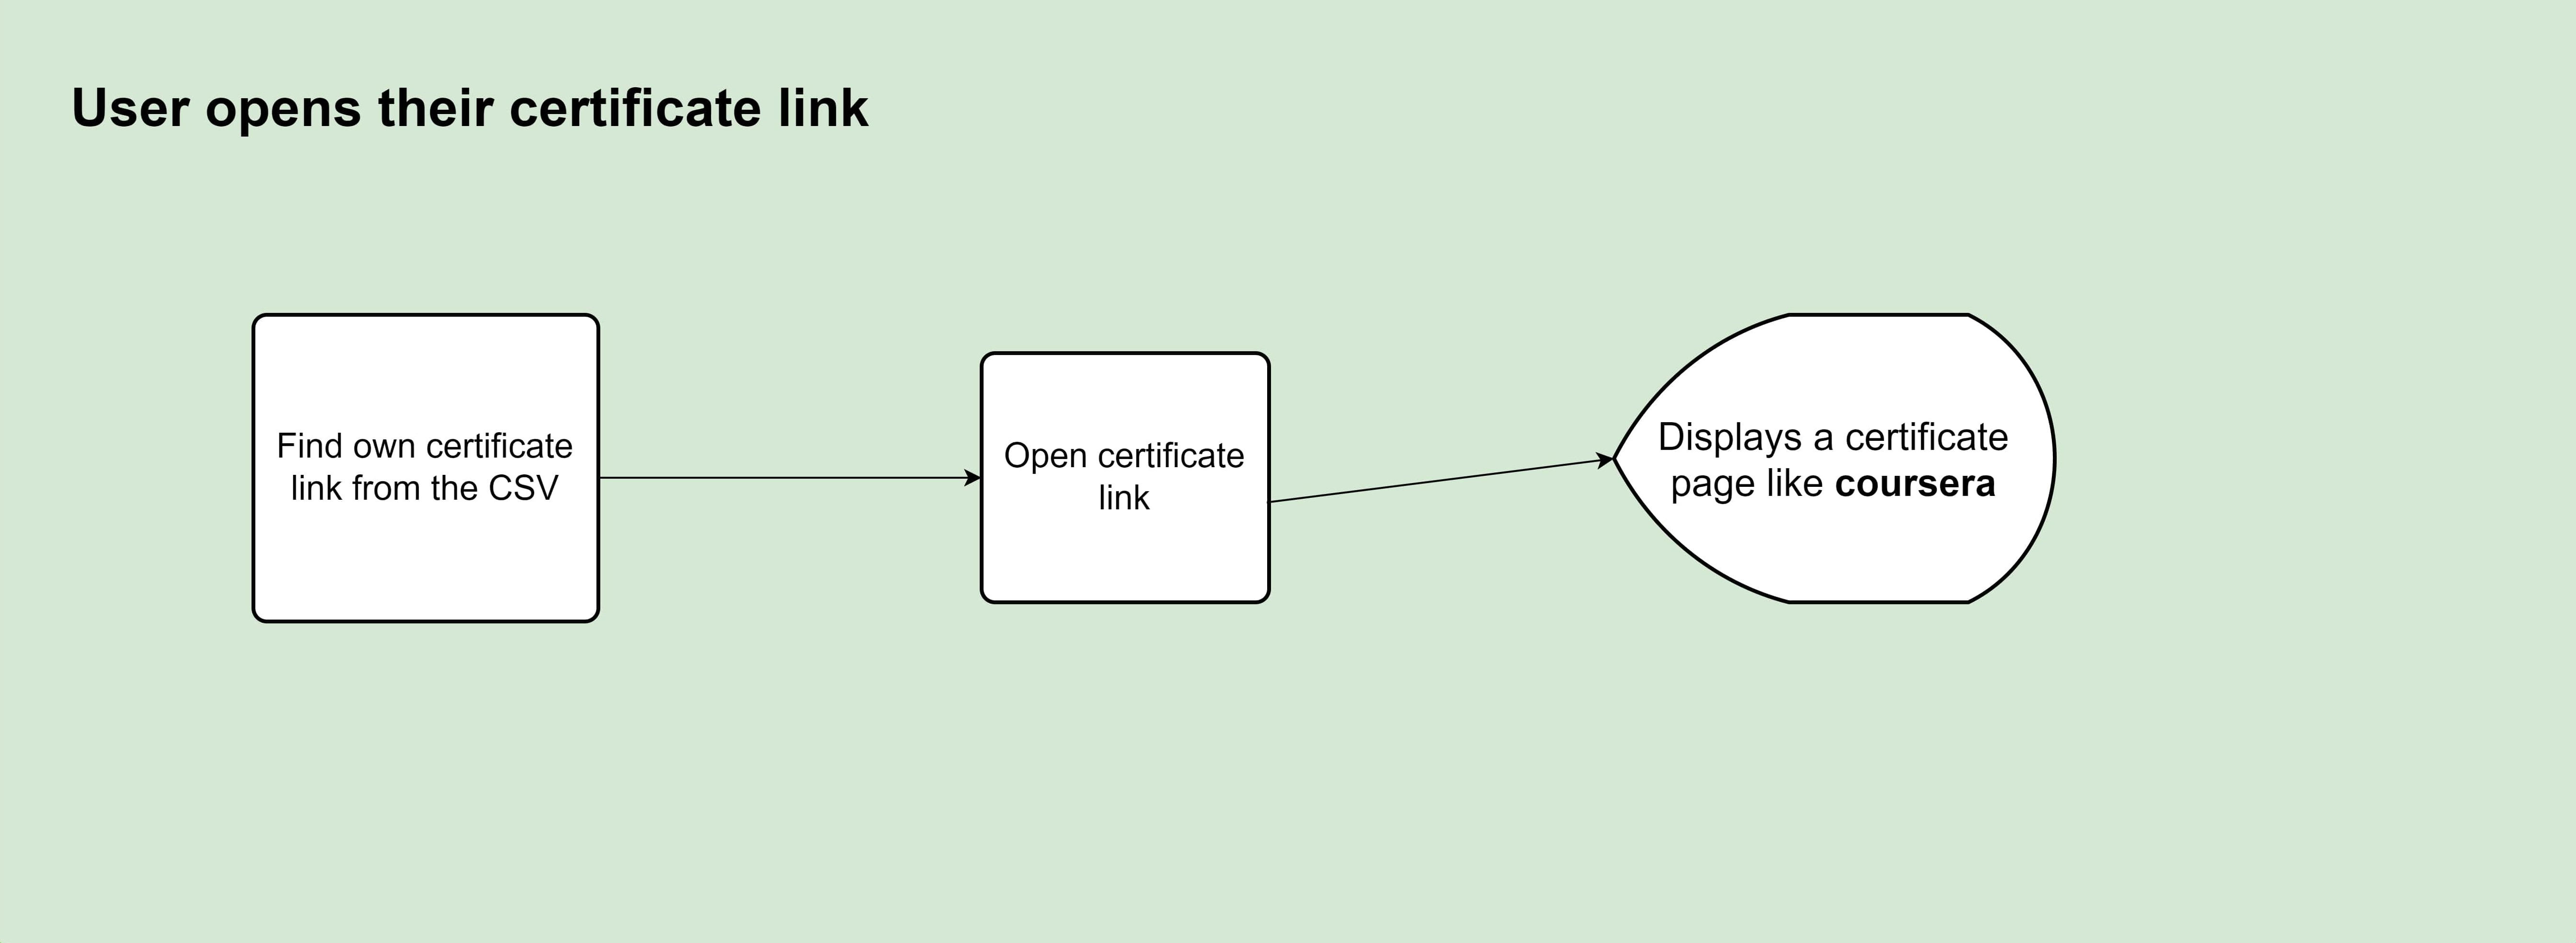 User opens their certificate link
Find own certificate
link from the CSV
Open certificate
link
Displays a certificate
page like coursera